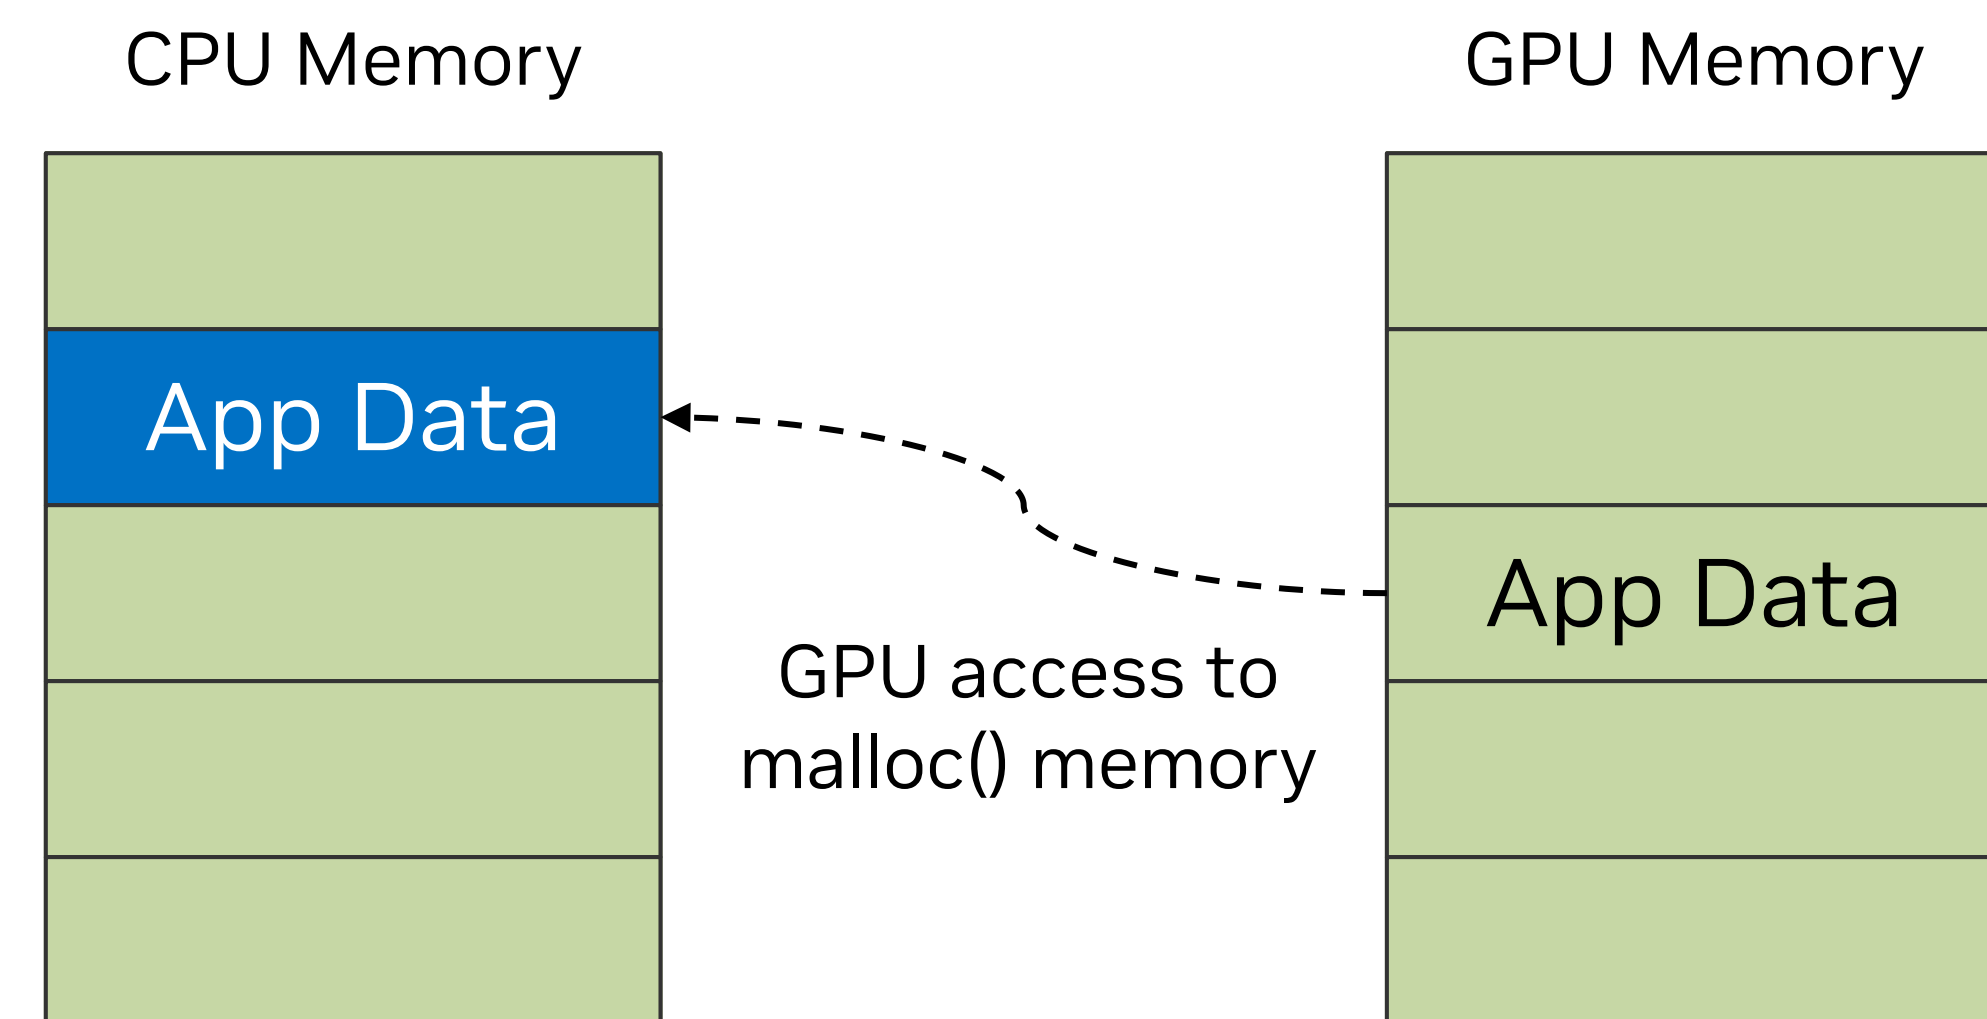 CPU Memory
GPU Memory
App Data
App Data
GPU access to
malloc() memory